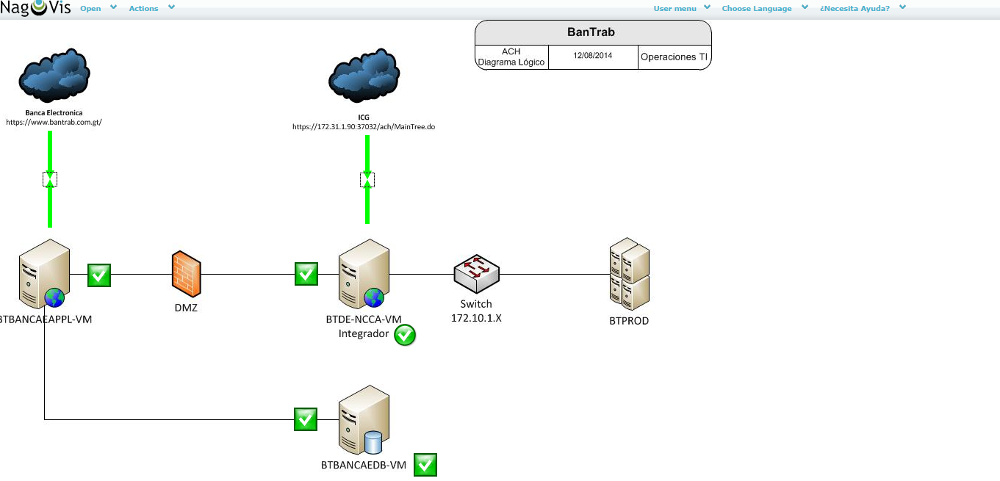 NagVis Open Actions User menu Choose Language ¿Necesita Ayuda?
BanTrab
ACH
Diagrama Lógico
12/08/2014
Operaciones TI
Banca Electronica
https://www.bantrab.com.gt/
ICG
https://172.31.1.90:37032/ach/MainTree.do
BTBANCAEAPPL-VM
DMZ
BTDE-NCCA-VM
Integrador
Switch
172.10.1.X
BTPROD
BTBANCAEDB-VM